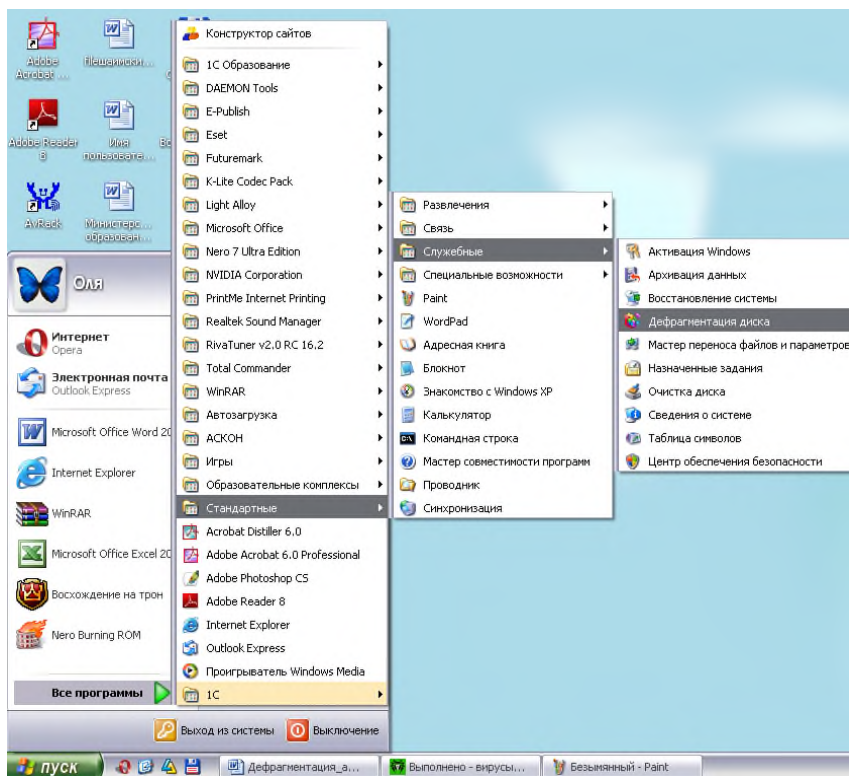 Adobe
Acrobat ...
Adobe Reader
8
Имя
пользовате...
AvRack
Министерс...
образован...
Оля
Интернет
Opera
Электронная почта
Outlook Express
Microsoft Office Word 20
Internet Explorer
WinRAR
Microsoft Office Excel 20
Восхождение на трон
Nero Burning ROM
Все программы
Конструктор сайтов
1С Образование
DAEMON Tools
E-Publish
Eset
Futuremark
K-Lite Codec Pack
Light Alloy
Microsoft Office
Nero 7 Ultra Edition
NVIDIA Corporation
PrintMe Internet Printing
Realtek Sound Manager
RivaTuner v2.0 RC 16.2
Total Commander
WinRAR
Автозагрузка
АСКОН
Игры
Образовательные комплексы
Стандартные
Acrobat Distiller 6.0
Adobe Acrobat 6.0 Professional
Adobe Photoshop CS
Adobe Reader 8
Internet Explorer
Outlook Express
Проигрыватель Windows Media
1С
Развлечения
Связь
Служебные
Специальные возможности
Paint
WordPad
Адресная книга
Блокнот
Знакомство с Windows XP
Калькулятор
Командная строка
Мастер совместимости программ
Проводник
Синхронизация
Активация Windows
Архивация данных
Восстановление системы
Дефрагментация диска
Мастер переноса файлов и параметров
Назначенные задания
Очистка диска
Сведения о системе
Таблица символов
Центр обеспечения безопасности
Выход из системы
Выключение
пуск
Дефрагментация_а...
Выполнено - вирусы...
Безымянный - Paint